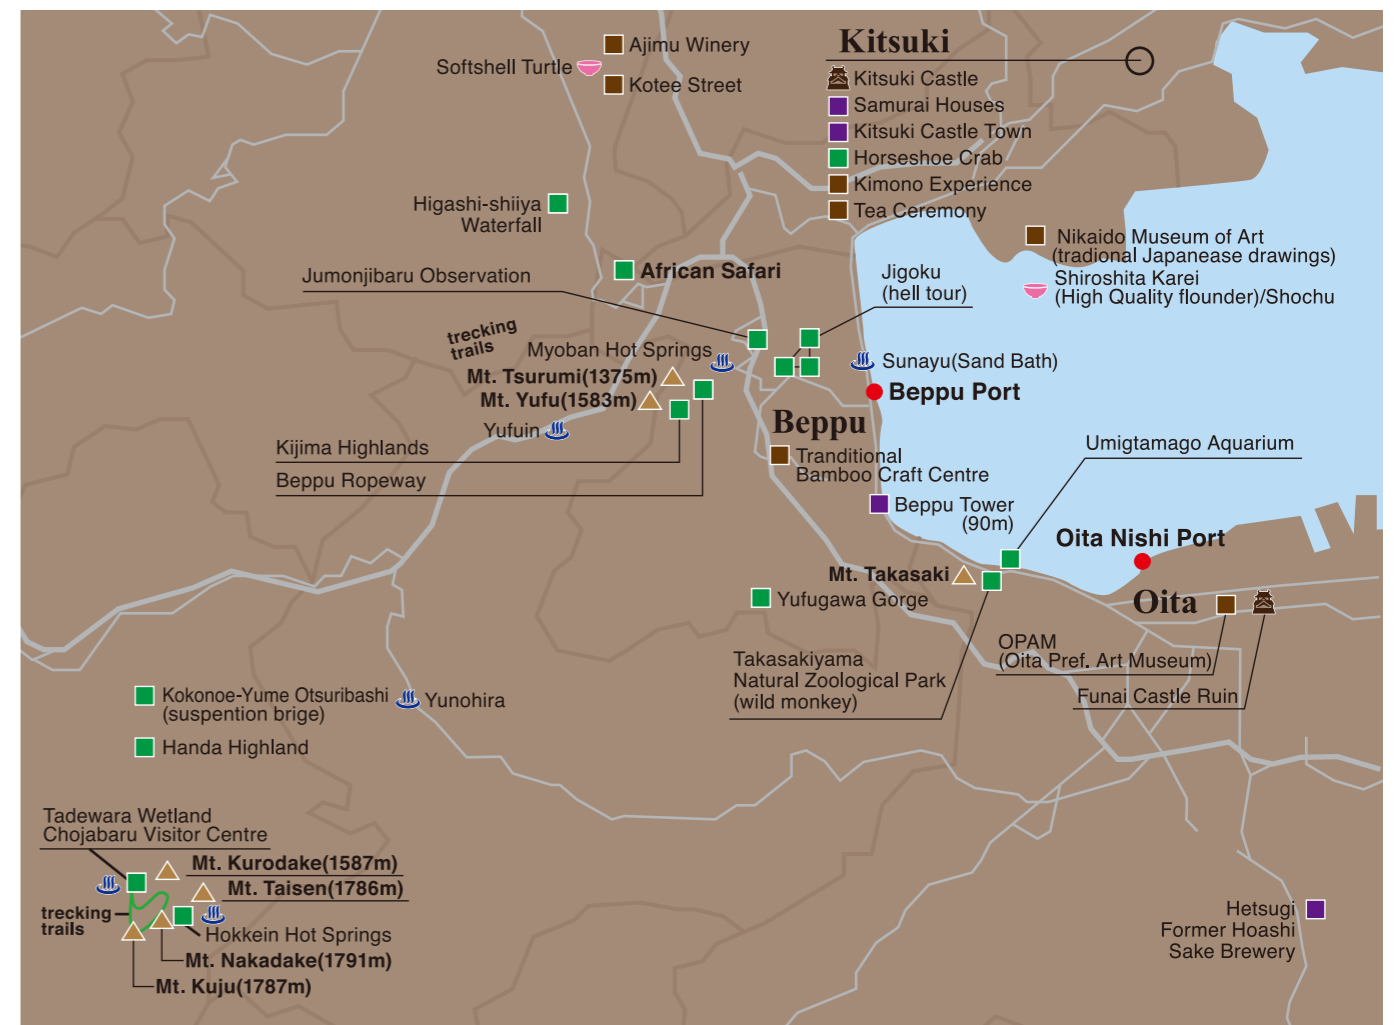 Ajimu Winery
Softshell Turtle
Kotee Street
Kitsuki
Kitsuki Castle
Samurai Houses
Kitsuki Castle Town
Horseshoe Crab
Kimono Experience
Tea Ceremony
Higashi-shiiya
Waterfall
Nikaido Museum of Art
(tradional Japanease drawings)
Shiroshita Karei
(High Quality flounder)/Shochu
African Safari
Jumonjibaru Observation
Jigoku
(hell tour)
trecking
trails
Myoban Hot Springs
Sunayu(Sand Bath)
Mt. Tsurumi(1375m)
Mt. Yufu(1583m)
Beppu Port
Yufuin
Beppu
Kijima Highlands
Beppu Ropeway
Tranditional
Bamboo Craft Centre
Umigtamago Aquarium
Beppu Tower
(90m)
Oita Nishi Port
Mt. Takasaki
Yufugawa Gorge
Oita
OPAM
(Oita Pref. Art Museum)
Takasakiyama
Natural Zoological Park
(wild monkey)
Funai Castle Ruin
Kokonoe-Yume Otsuribashi
(suspention brige)
Yunohira
Handa Highland
Tadewara Wetland
Chojabaru Visitor Centre
Mt. Kurodake(1587m)
Mt. Taisen(1786m)
trecking
trails
Hokkein Hot Springs
Mt. Nakadake(1791m)
Mt. Kuju(1787m)
Hetsugi
Former Hoashi
Sake Brewery